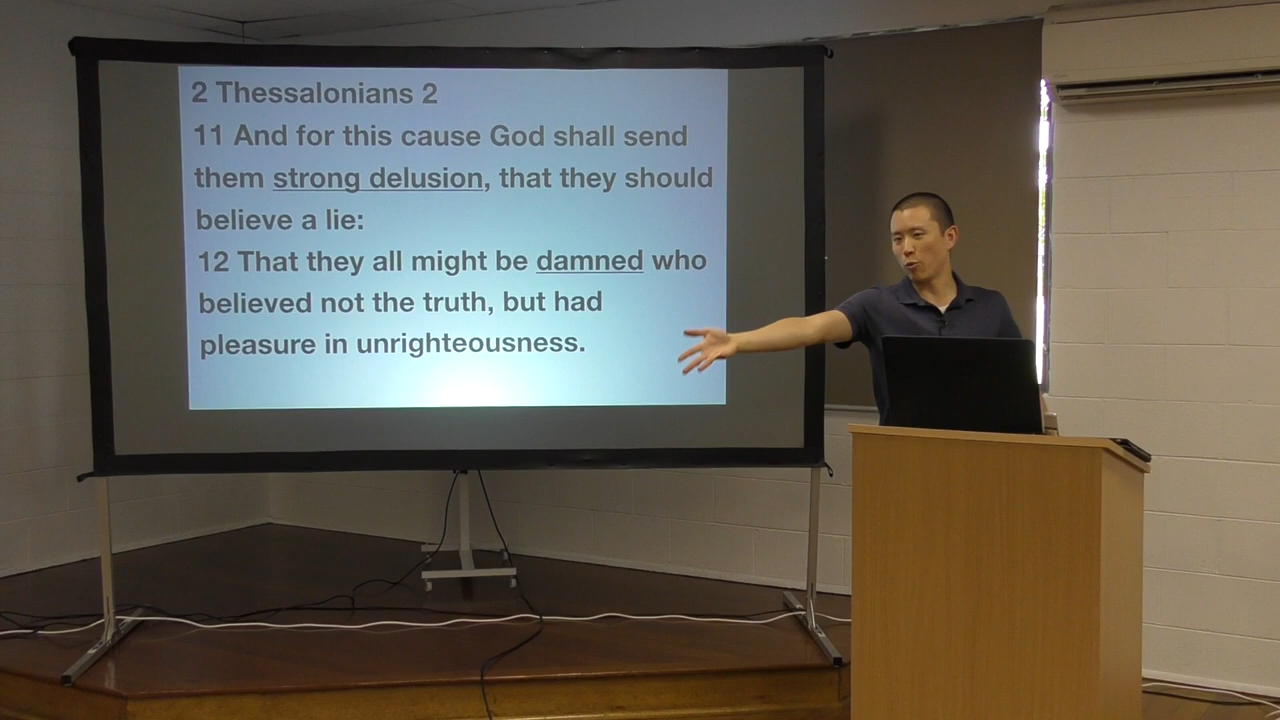 2 Thessalonians 2
11 And for this cause God shall send
them strong delusion, that they should
believe a lie:
12 That they all might be damned who
believed not the truth, but had
pleasure in unrighteousness.